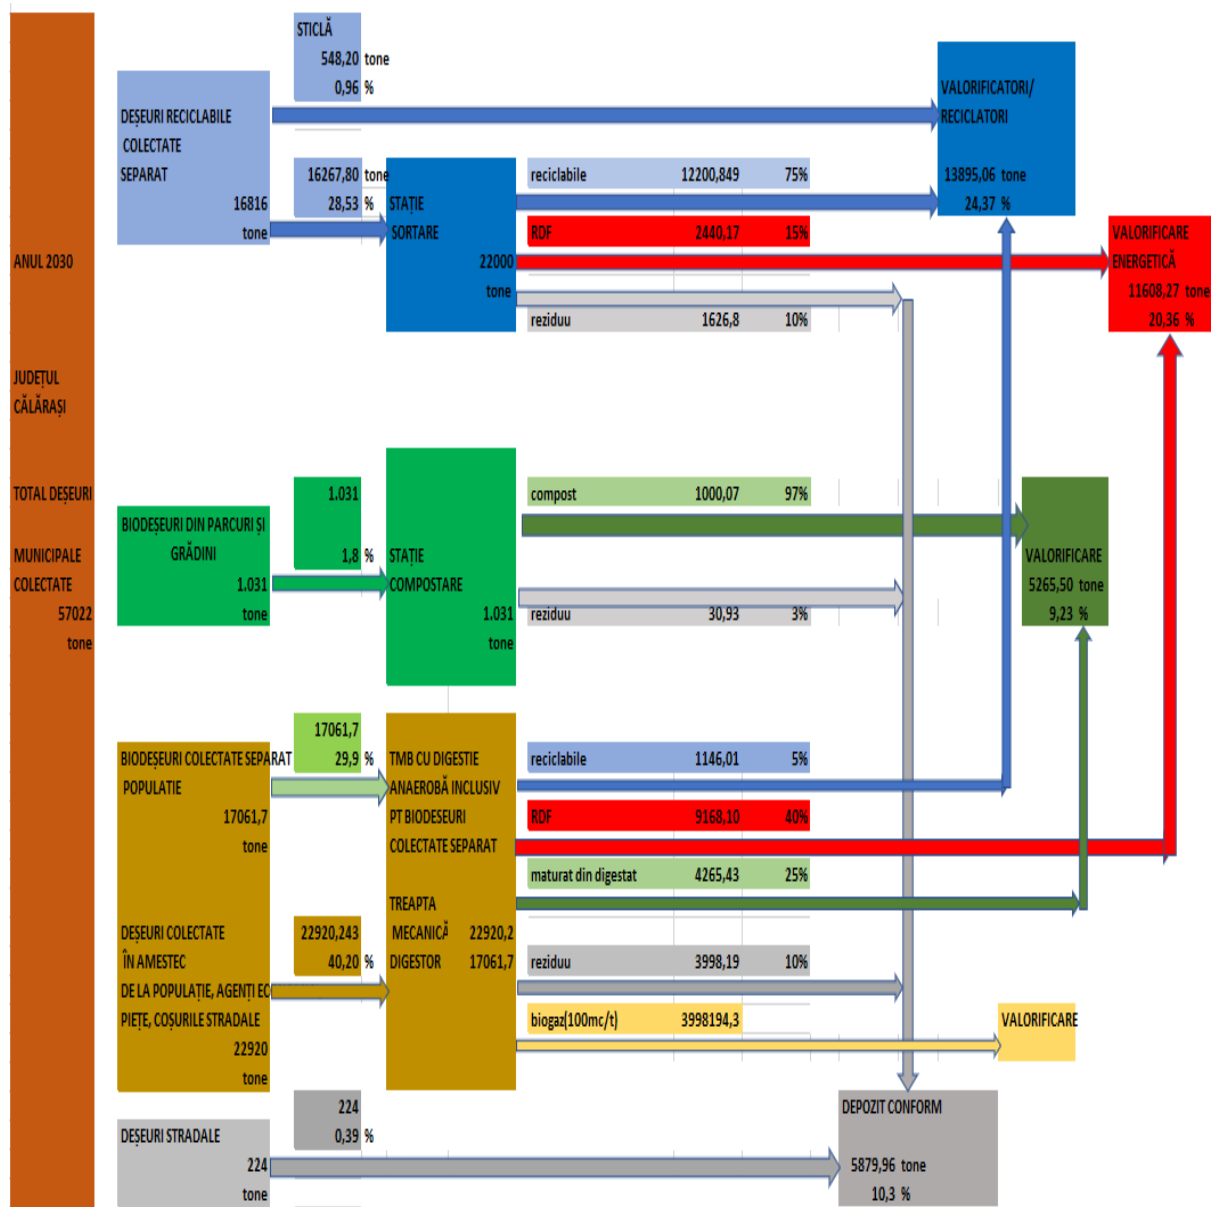 ANUL 2030
JUDEȚUL
CĂLĂRAȘI
TOTAL DEȘEURI
MUNICIPALE
COLECTATE
57022
tone
DEȘEURI RECICLABILE
COLECTATE
SEPARAT
16816
tone
STICLĂ
548,20 tone
0,96 %
16267,80 tone
28,53 %
STAȚIE
SORTARE
22000
tone
reciclabile 12200,849 75%
RDF 2440,17 15%
reziduu 1626,8 10%
VALORIFICATORI/
RECICLATORI
13895,06 tone
24,37 %
VALORIFICARE
ENERGETICĂ
11608,27 tone
20,36 %
BIODEȘEURI DIN PARCURI ȘI
GRĂDINI
1.031
tone
1.031
1,8 %
STAȚIE
COMPOSTARE
1.031
tone
compost 1000,07 97%
reziduu 30,93 3%
VALORIFICARE
5265,50 tone
9,23 %
BIODEȘEURI COLECTATE SEPARAT
POPULATIE
17061,7
tone
17061,7
29,9 %
DEȘEURI COLECTATE
ÎN AMESTEC
DE LA POPULAȚIE, AGENȚI EC
PIEȚE, COȘURILE STRADALE
22920
tone
22920,243
40,20 %
TMB CU DIGESTIE
ANAEROBĂ INCLUSIV
PT BIODESEURI
COLECTATE SEPARAT
TREAPTA
MECANICĂ 22920,2
DIGESTOR 17061,7
reciclabile 1146,01 5%
RDF 9168,10 40%
maturat din digestat 4265,43 25%
reziduu 3998,19 10%
biogaz(100mc/t) 3998194,3
VALORIFICARE
DEȘEURI STRADALE
224
tone
224
0,39 %
DEPOZIT CONFORM
5879,96 tone
10,3 %